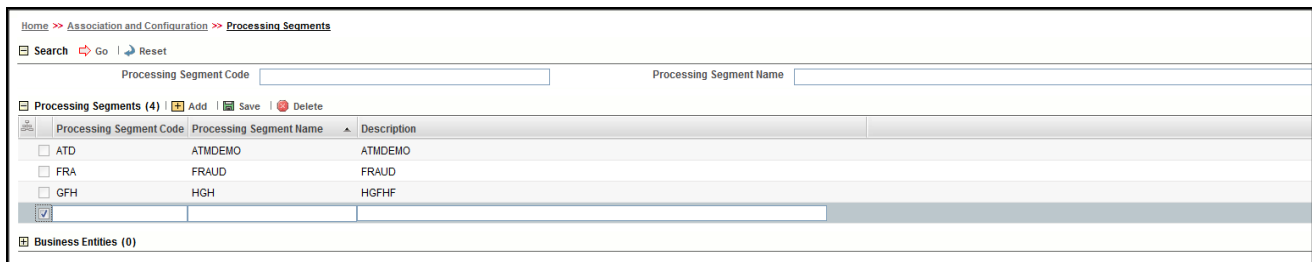 Home >> Association and Configuration >> Processing Segments
Search Go | Reset
Processing Segment Code Processing Segment Name
Processing Segments (4) | Add | Save | Delete
Processing Segment Code Processing Segment Name Description
ATD ATMDEMO ATMDEMO
FRA FRAUD FRAUD
GFH HGH HGFHF
Business Entities (0)